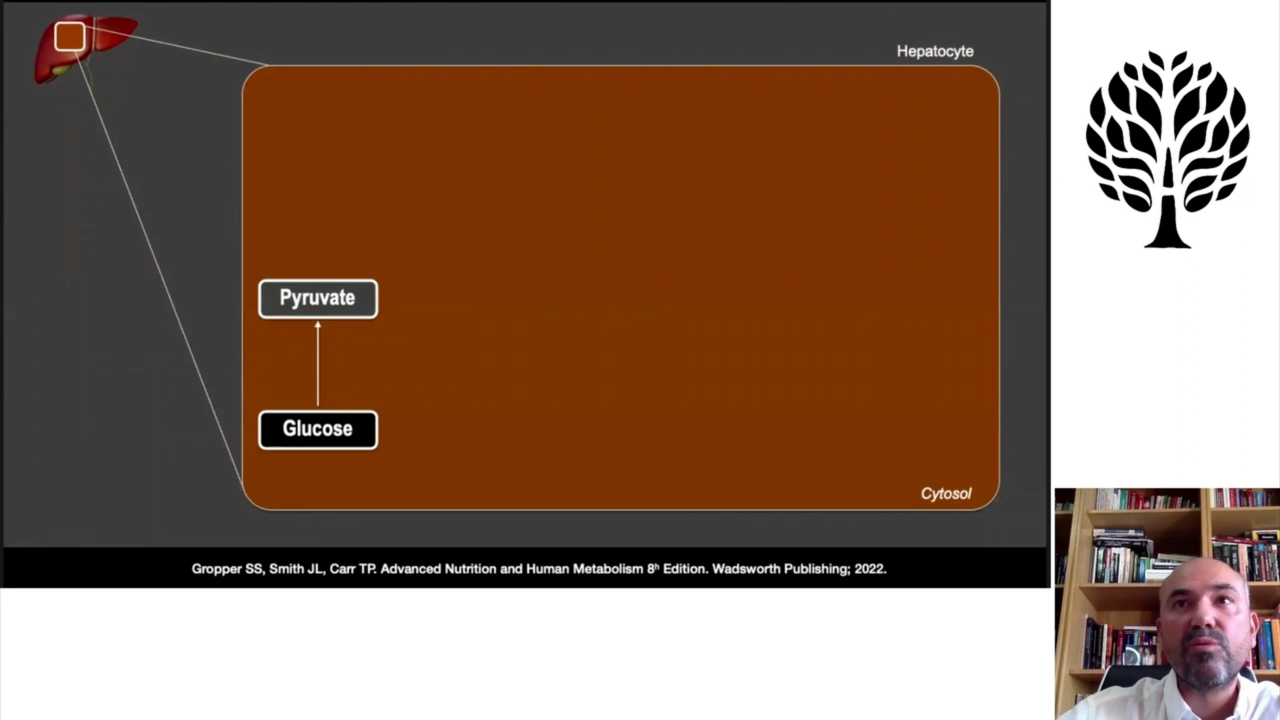 Hepatocyte
Pyruvate
Glucose
Cytosol
Gropper SS, Smith JL, Carr TP. Advanced Nutrition and Human Metabolism 8ʰ Edition. Wadsworth Publishing; 2022.